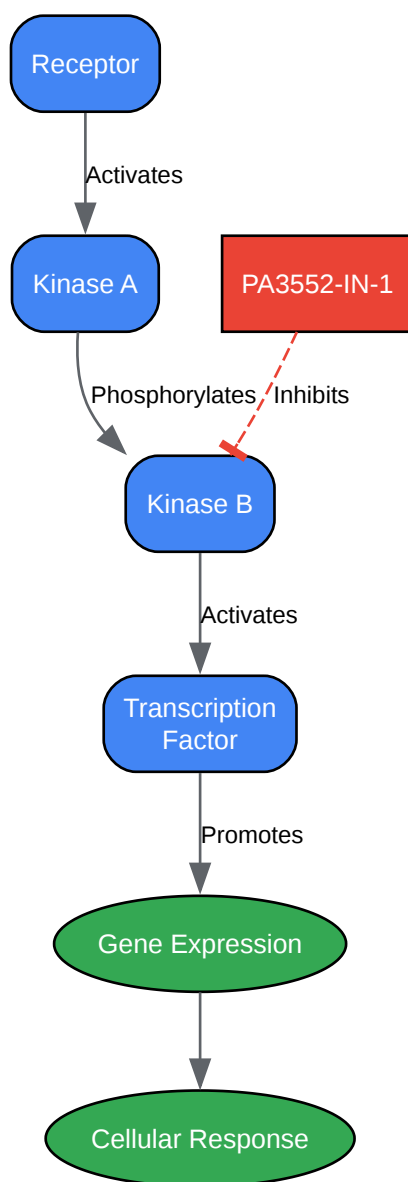 Receptor
Activates
Kinase A
PA3552-IN-1
Phosphorylates
Inhibits
Kinase B
Activates
Transcription
Factor
Promotes
Gene Expression
Cellular Response